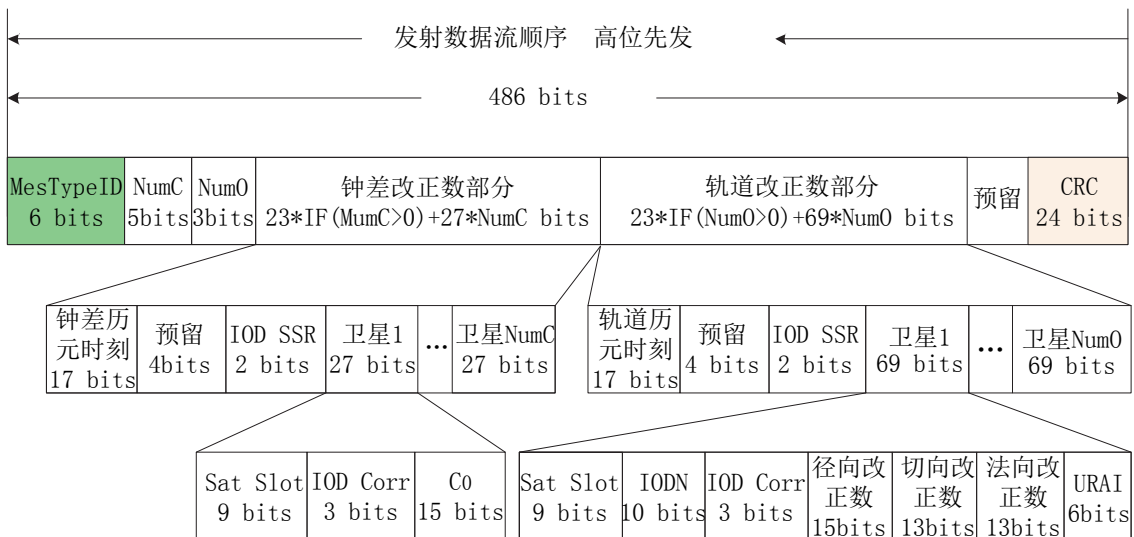 发射数据流顺序 高位先发
486 bits
MesTypeID
6 bits
NumC
5bits
NumO
3bits
钟差改正数部分
23*IF(MumC>0)+27*NumC bits
轨道改正数部分
23*IF(NumO>0)+69*NumO bits
预留
CRC
24 bits
钟差历
元时刻
17 bits
预留
4bits
IOD SSR
2 bits
卫星1
27 bits
…
卫星NumC
27 bits
轨道历
元时刻
17 bits
预留
4 bits
IOD SSR
2 bits
卫星1
69 bits
…
卫星NumO
69 bits
Sat Slot
9 bits
IOD Corr
3 bits
C0
15 bits
Sat Slot
9 bits
IODN
10 bits
IOD Corr
3 bits
径向改
正数
15bits
切向改
正数
13bits
法向改
正数
13bits
URAI
6bits